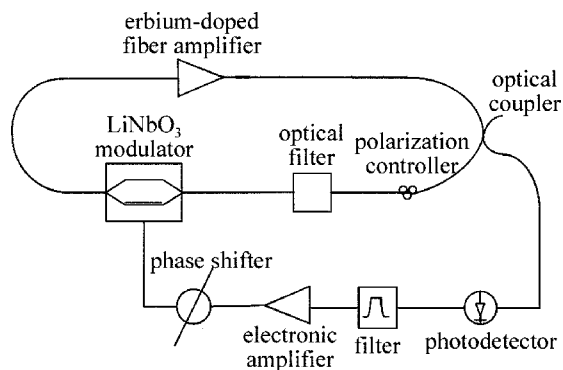 erbium-doped
fiber amplifier
optical
coupler
LiNbO₃
modulator
optical
filter
polarization
controller
phase shifter
electronic
amplifier
filter
photodetector